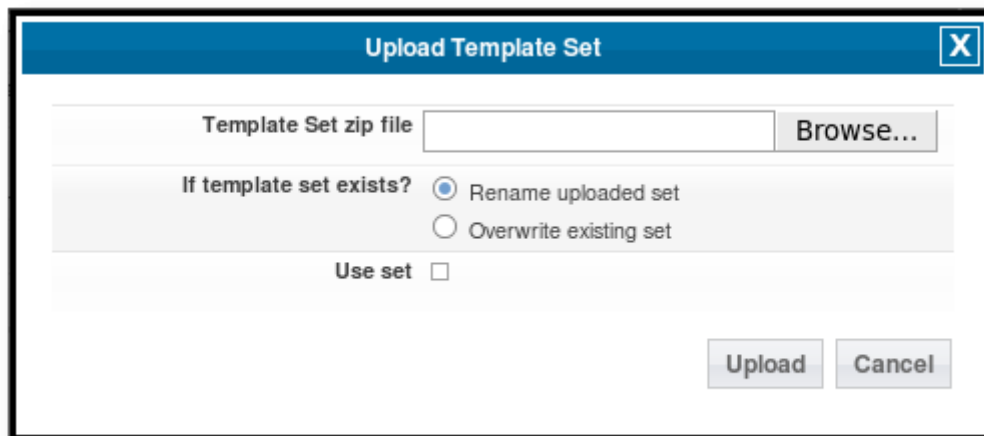 Upload Template Set X
Template Set zip file Browse...
If template set exists? Rename uploaded set
Overwrite existing set
Use set
Upload Cancel